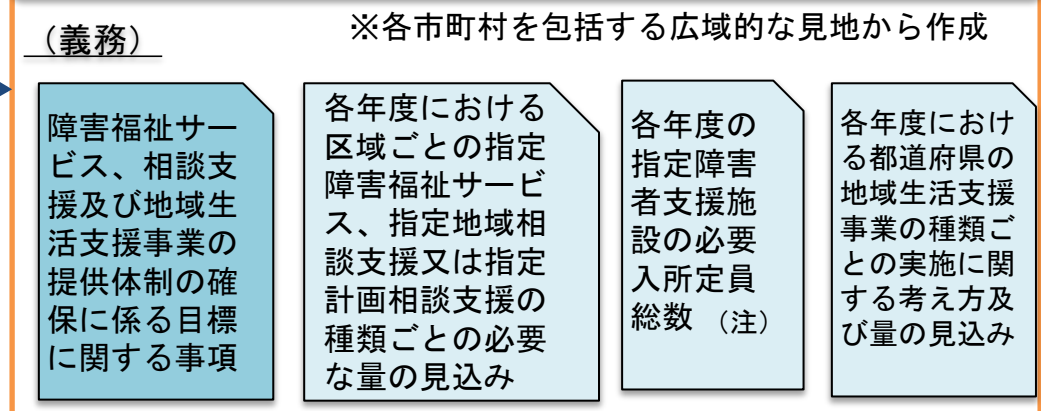 （義務）
※各市町村を包括する広域的な見地から作成
障害福祉サー
ビス、相談支
援及び地域生
活支援事業の
提供体制の確
保に係る目標
に関する事項
各年度における
区域ごとの指定
障害福祉サービ
ス、指定地域相
談支援又は指定
計画相談支援の
種類ごとの必要
な量の見込み
各年度の
指定障害
者支援施
設の必要
入所定員
総数（注）
各年度におけ
る都道府県の
地域生活支援
事業の種類ご
との実施に関
する考え方及
び量の見込み